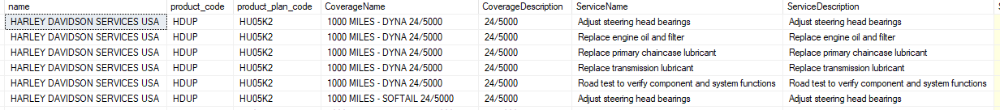 name product_code product_plan_code CoverageName CoverageDescription ServiceName ServiceDescription
HARLEY DAVIDSON SERVICES USA HDUP HU05K2 1000 MILES - DYNA 24/5000 24/5000 Adjust steering head bearings Adjust steering head bearings
HARLEY DAVIDSON SERVICES USA HDUP HU05K2 1000 MILES - DYNA 24/5000 24/5000 Replace engine oil and filter Replace engine oil and filter
HARLEY DAVIDSON SERVICES USA HDUP HU05K2 1000 MILES - DYNA 24/5000 24/5000 Replace primary chaincase lubricant Replace primary chaincase lubricant
HARLEY DAVIDSON SERVICES USA HDUP HU05K2 1000 MILES - DYNA 24/5000 24/5000 Replace transmission lubricant Replace transmission lubricant
HARLEY DAVIDSON SERVICES USA HDUP HU05K2 1000 MILES - DYNA 24/5000 24/5000 Road test to verify component and system functions Road test to verify component and system functions
HARLEY DAVIDSON SERVICES USA HDUP HU05K2 1000 MILES - SOFTAIL 24/5000 24/5000 Adjust steering head bearings Adjust steering head bearings